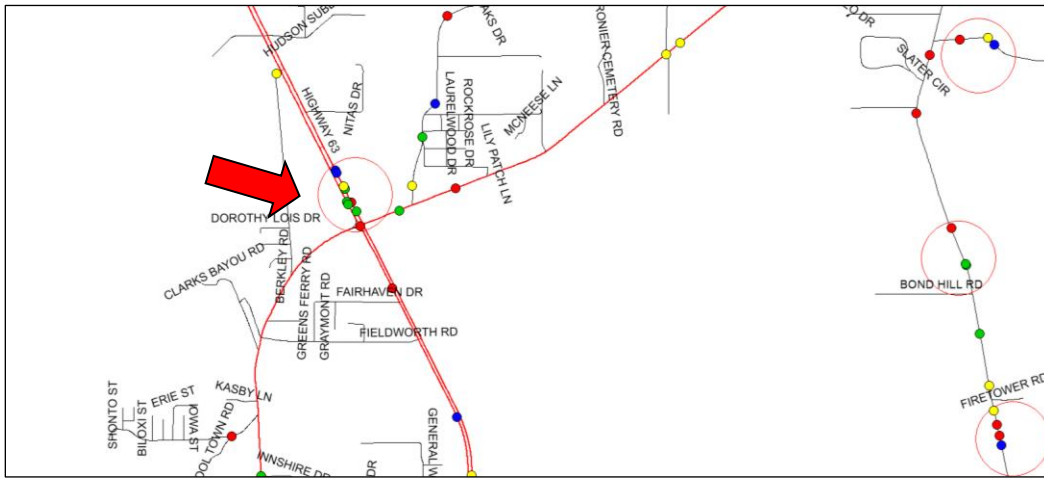 HUDSON SUB
AKS DR
RONIER CEMETERY RD
O DR
SLATER CIR
HIGHWAY 63
NITAS DR
LAURELWOOD DR
ROCKROSE DR
LILY PATCH LN
MCNEESE LN
DOROTHY LOIS DR
CLARKS BAYOU RD
BERKLEY RD
GREENS FERRY RD
GRAYMONT RD
FAIRHAVEN DR
FIELDWORTH RD
BOND HILL RD
FIRETOWER RD
SHONTO ST
BILOXI ST
ERIE ST
IOWA ST
KASBY LN
OOL TOWN RD
INNSHIRE DR
DR
GENERAL W